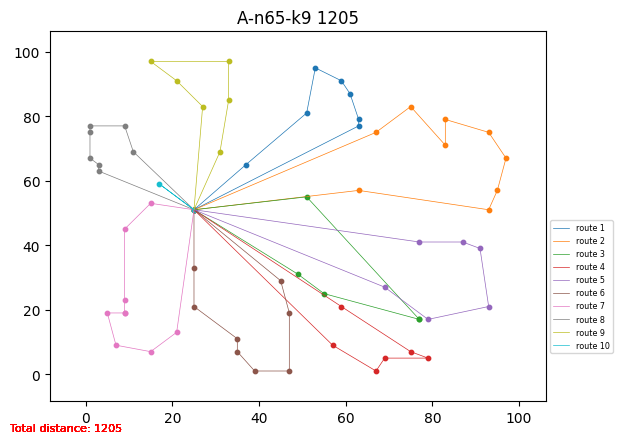 A-n65-k9 1205
100
80
60
40
20
0
0
20
40
60
80
100
route 1
route 2
route 3
route 4
route 5
route 6
route 7
route 8
route 9
route 10
Total distance: 1205